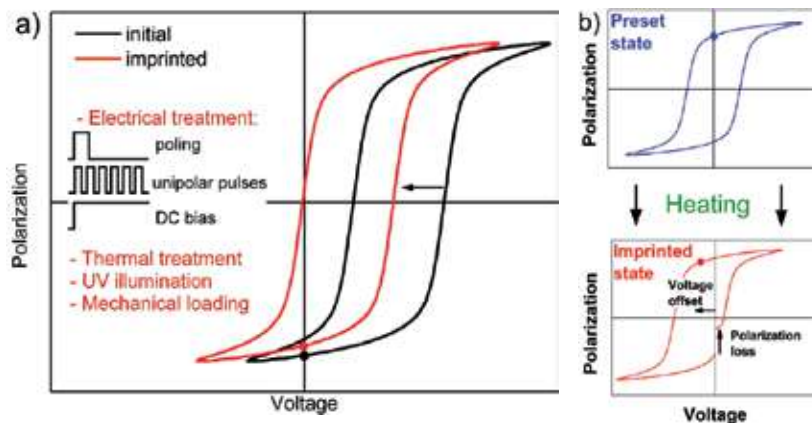 a)
initial
imprinted
- Electrical treatment:
poling
unipolar pulses
DC bias
- Thermal treatment
- UV illumination
- Mechanical loading
Polarization
Voltage
b)
Preset
state
Polarization
Heating
Imprinted
state
Voltage
offset
Polarization
loss
Polarization
Voltage